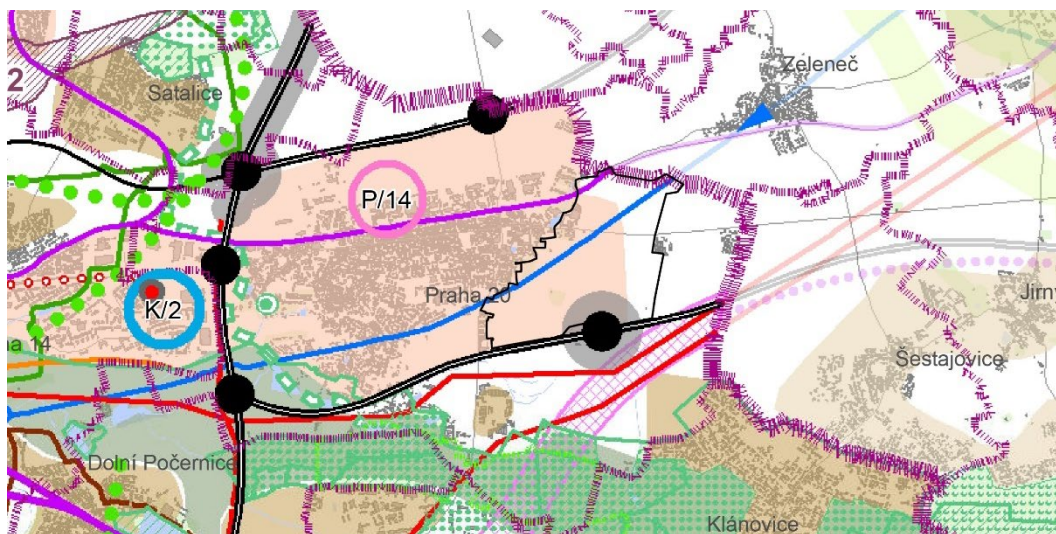 Zeleneč
2
Satalice
P/14
Praha 20
K/2
Jirny
ha 14
Šestajovice
Dolní Počernice
Klánovice